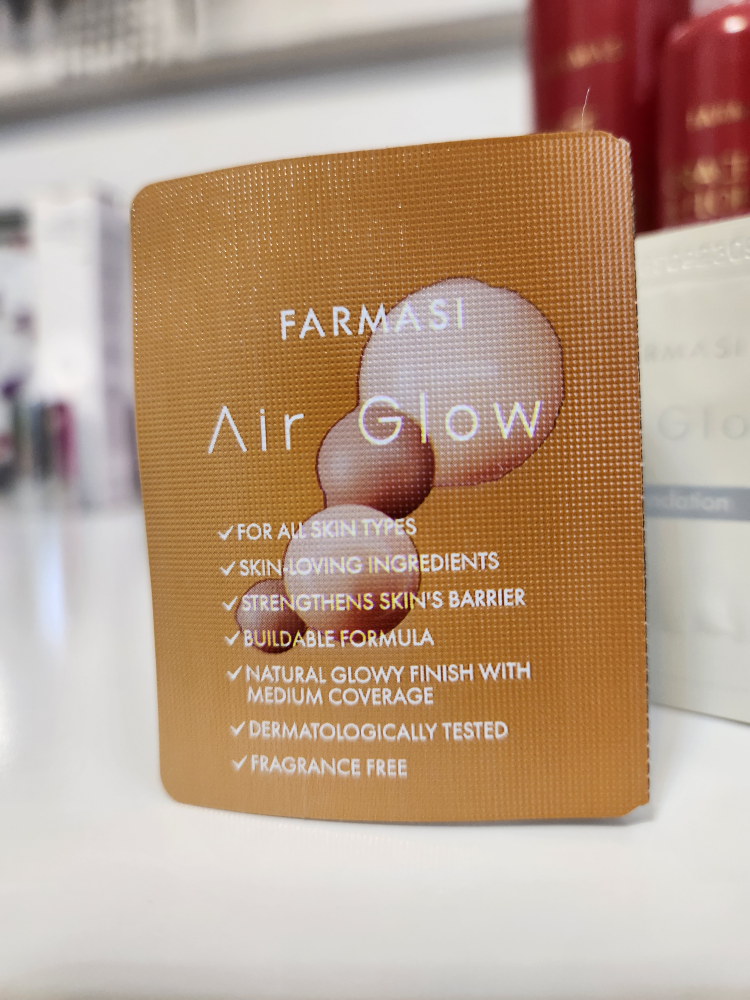 FARMASI
Air Glow
✓ FOR ALL SKIN TYPES
✓ SKIN-LOVING INGREDIENTS
✓ STRENGTHENS SKIN'S BARRIER
✓ BUILDABLE FORMULA
✓ NATURAL GLOWY FINISH WITH
MEDIUM COVERAGE
✓ DERMATOLOGICALLY TESTED
✓ FRAGRANCE FREE